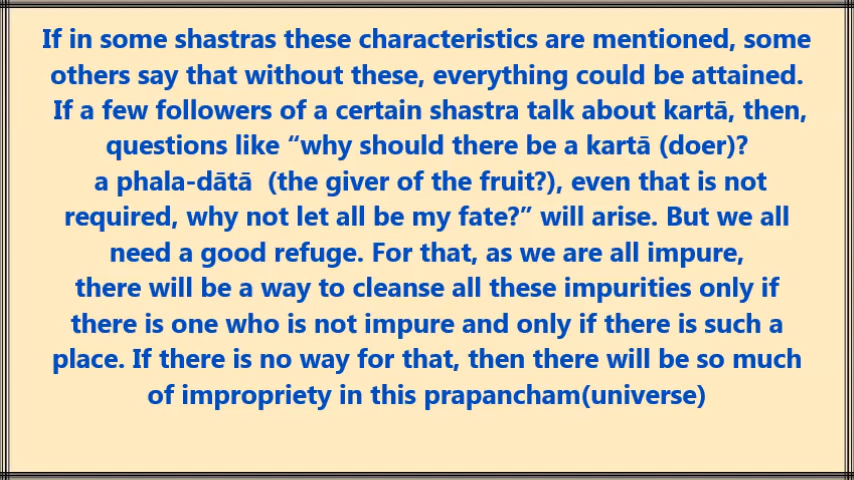 If in some shastras these characteristics are mentioned, some
others say that without these, everything could be attained.
If a few followers of a certain shastra talk about kartā, then,
questions like “why should there be a kartā (doer)?
a phala-dātā (the giver of the fruit?), even that is not
required, why not let all be my fate?” will arise. But we all
need a good refuge. For that, as we are all impure,
there will be a way to cleanse all these impurities only if
there is one who is not impure and only if there is such a
place. If there is no way for that, then there will be so much
of impropriety in this prapancham(universe)